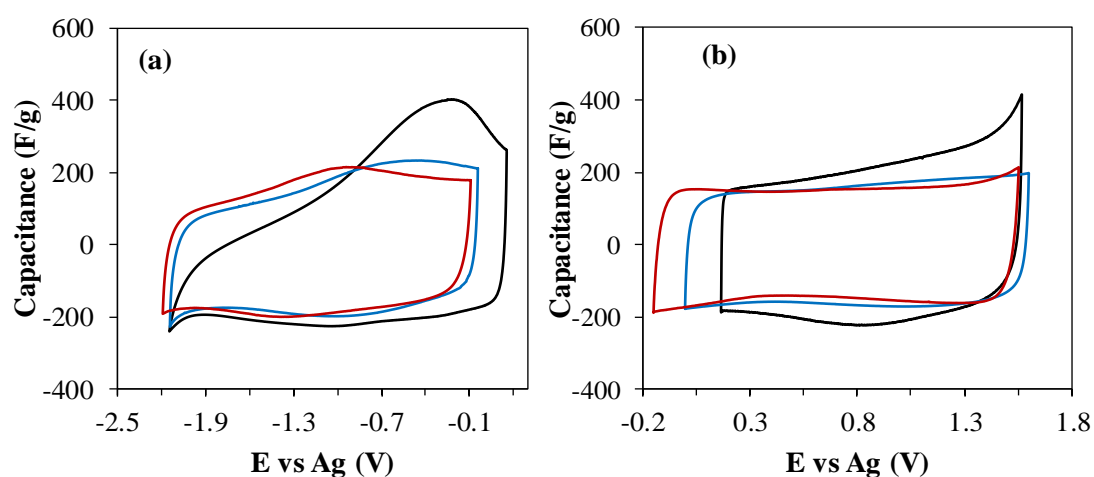 (a)
Capacitance (F/g)
600
400
200
0
-200
-400
-2.5 -1.9 -1.3 -0.7 -0.1
E vs Ag (V)
(b)
Capacitance (F/g)
600
400
200
0
-200
-400
-0.2 0.3 0.8 1.3 1.8
E vs Ag (V)